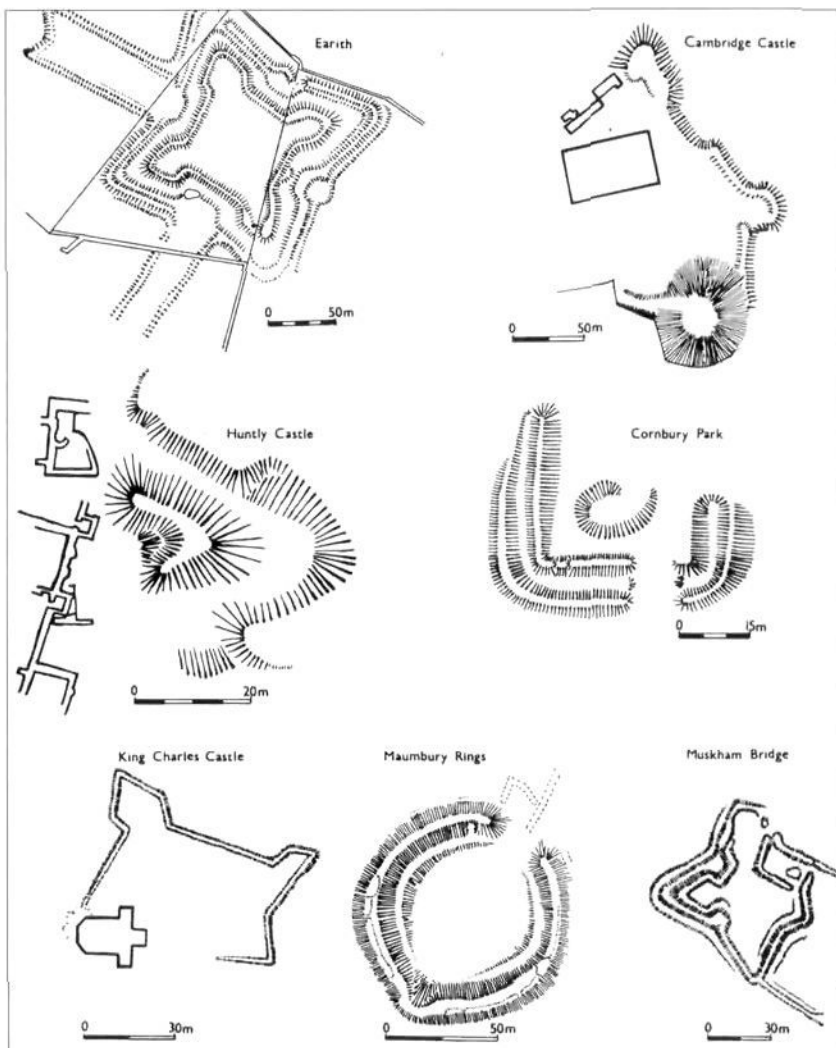 Earith
Cambridge Castle
0 50m
0 50m
Huntly Castle
Cornbury Park
0 15m
0 20m
King Charles Castle
Maumbury Rings
Muskham Bridge
0 30m
0 50m
0 30m